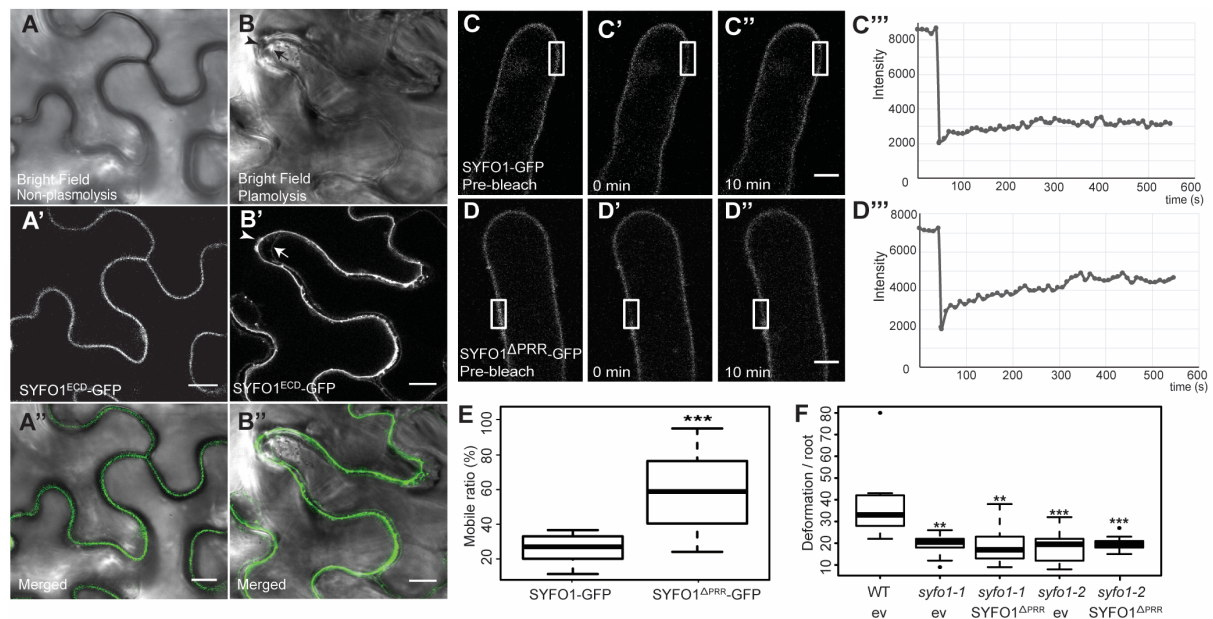 A
Bright Field
Non-plasmolysis
B
Bright Field
Plamolysis
A’
SYFO1ᴱᶜᴰ-GFP
B’
SYFO1ᴱᶜᴰ-GFP
A’’
Merged
B’’
Merged
C
SYFO1-GFP
Pre-bleach
C’
0 min
C’’
10 min
C’’’
Intensity
8000
6000
4000
2000
0
100 200 300 400 500 600
time (s)
D
SYFO1ΔPRR-GFP
Pre-bleach
D’
0 min
D’’
10 min
D’’’
Intensity
8000
6000
4000
2000
0
100 200 300 400 500 600
time (s)
E
Mobile ratio (%)
100
80
60
40
20
***
SYFO1-GFP
SYFO1ΔPRR-GFP
F
Deformation / root
80
70
60
50
40
30
20
10
** ** *** ***
WT syfo1-1 syfo1-1 syfo1-2 syfo1-2
ev ev SYFO1ΔPRR ev SYFO1ΔPRR